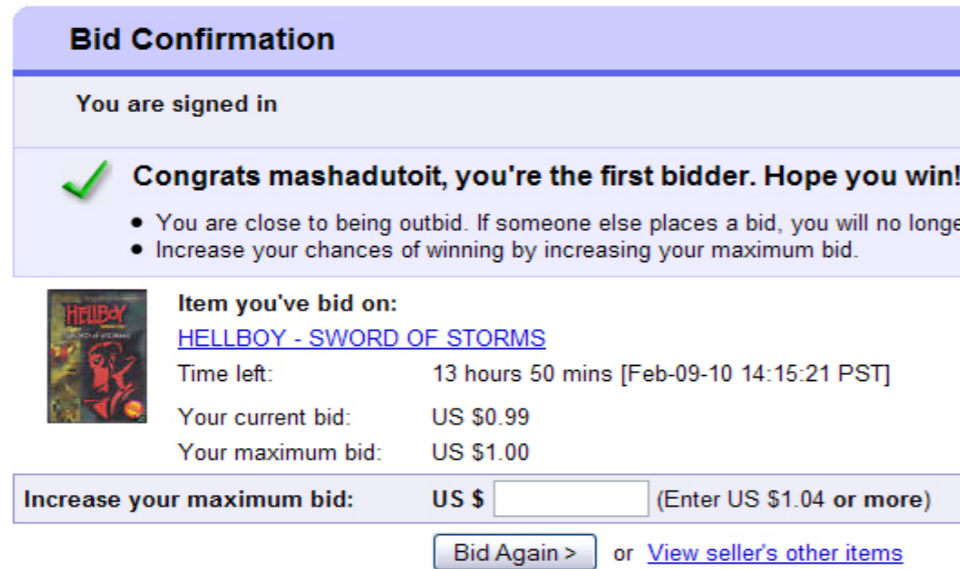 Bid Confirmation
You are signed in
Congrats mashadutoit, you're the first bidder. Hope you win!
You are close to being outbid. If someone else places a bid, you will no longe
Increase your chances of winning by increasing your maximum bid.
HELLBOY
SWORD OF STORMS
Item you've bid on:
HELLBOY - SWORD OF STORMS
Time left: 13 hours 50 mins [Feb-09-10 14:15:21 PST]
Your current bid: US $0.99
Your maximum bid: US $1.00
Increase your maximum bid: US $ (Enter US $1.04 or more)
Bid Again > or View seller's other items